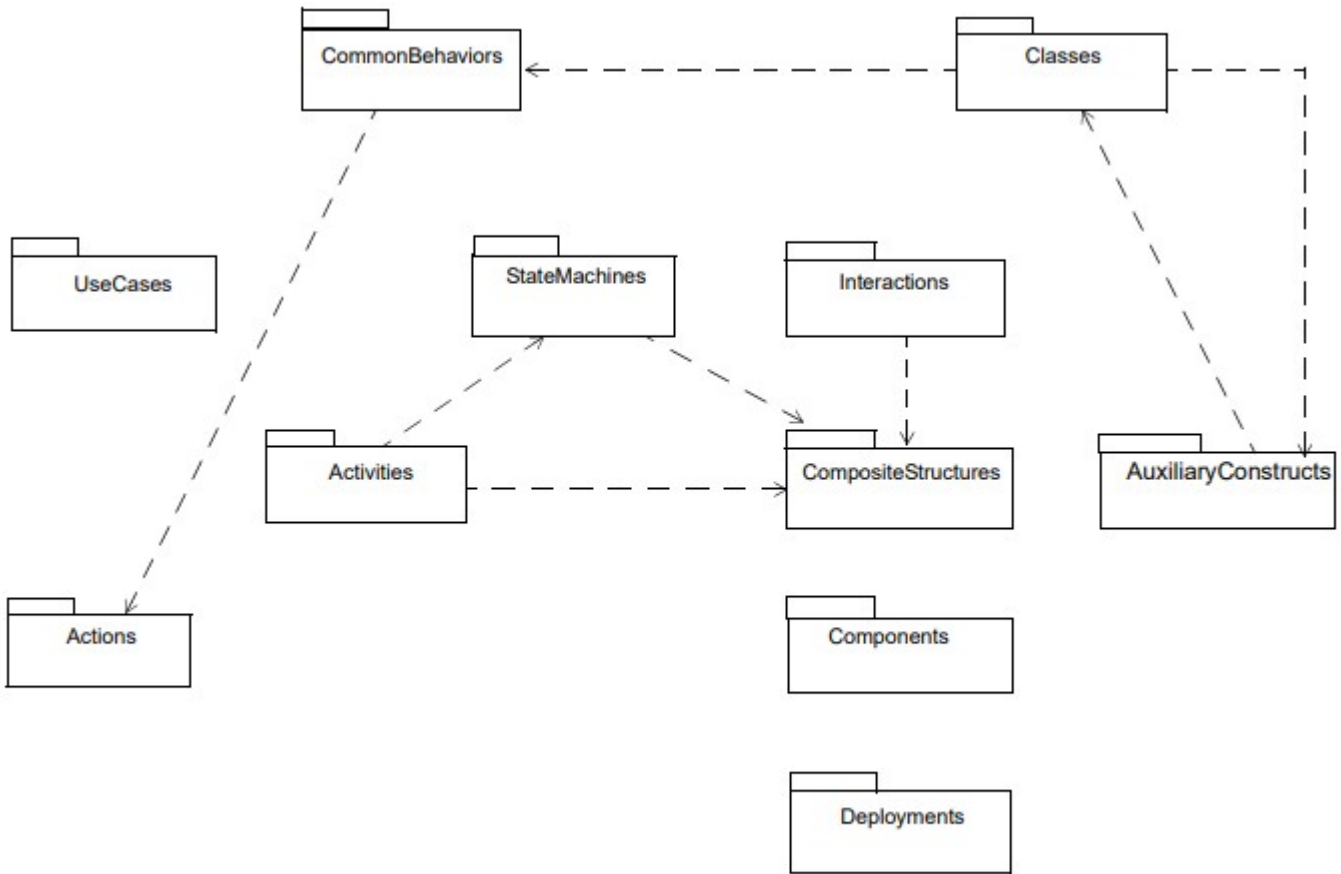 CommonBehaviors
Classes
UseCases
StateMachines
Interactions
Activities
CompositeStructures
AuxiliaryConstructs
Actions
Components
Deployments